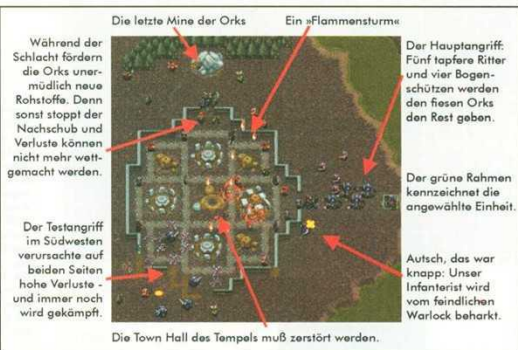 Die letzte Mine der Orks
Ein »Flammensturm«
Während der
Schlacht fördern
die Orks uner-
müdlich neue
Rohstoffe. Denn
sonst stoppt der
Nachschub und
Verluste können
nicht mehr wett-
gemacht werden.
Der Testangriff
im Südwesten
verursachte auf
beiden Seiten
hohe Verluste -
und immer noch
wird gekämpft.
Der Hauptangriff:
Fünf tapfere Ritter
und vier Bogen-
schützen werden
den fiesen Orks
den Rest geben.
Der grüne Rahmen
kennzeichnet die
angewählte Einheit.
Autsch, das war
knapp: Unser
Infanterist wird
vom feindlichen
Warlock beharkt.
Die Town Hall des Tempels muß zerstört werden.